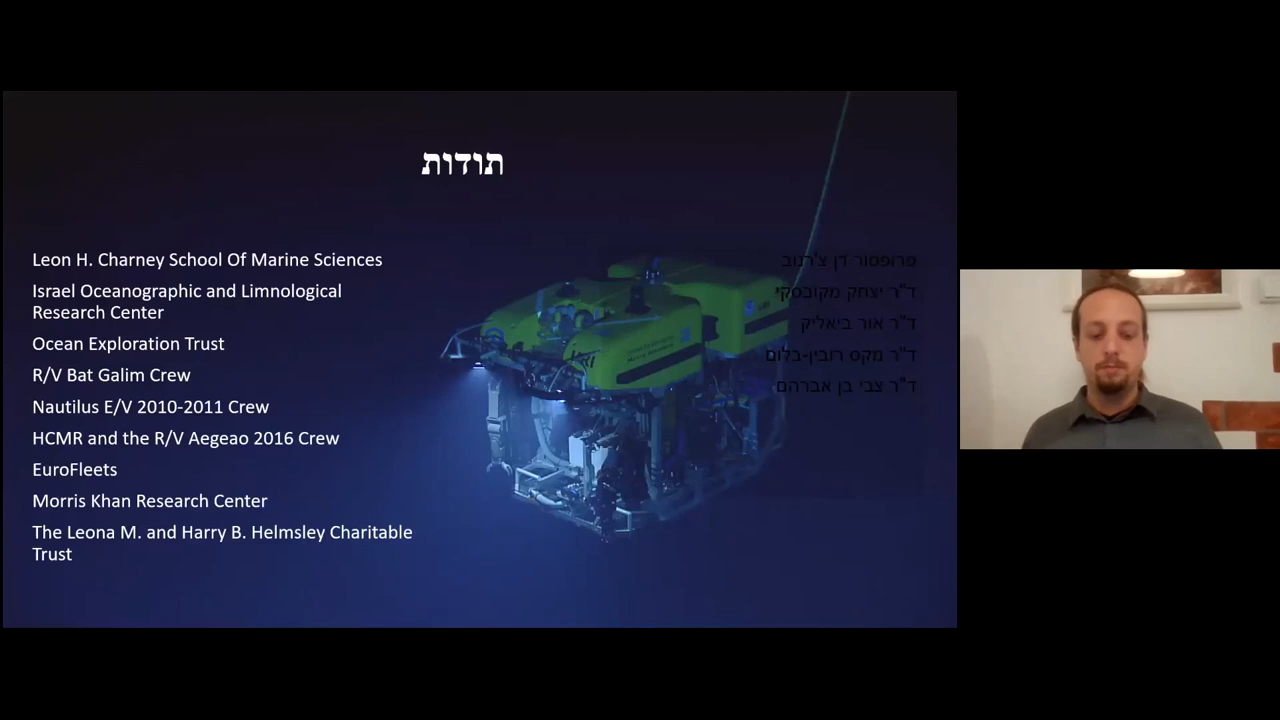 תודות
Leon H. Charney School Of Marine Sciences
Israel Oceanographic and Limnological
Research Center
Ocean Exploration Trust
R/V Bat Galim Crew
Nautilus E/V 2010-2011 Crew
HCMR and the R/V Aegeao 2016 Crew
EuroFleets
Morris Khan Research Center
The Leona M. and Harry B. Helmsley Charitable
Trust
פרופסור דן צ'רנוב
ד"ר יצחק מקובסקי
ד"ר אור ביאליק
ד"ר מקס רובין-בלום
ד"ר צבי בן אברהם